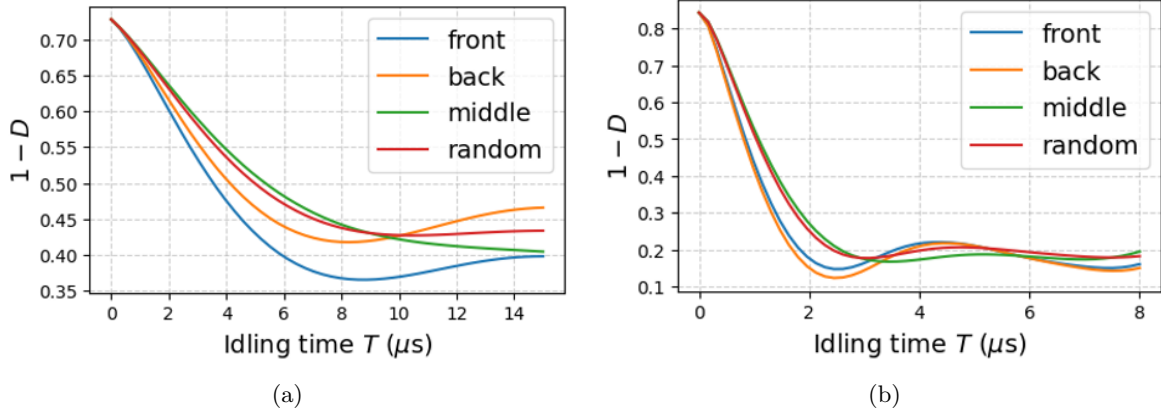 (a)
1 − D
0.70
0.65
0.60
0.55
0.50
0.45
0.40
0.35
front
back
middle
random
0 2 4 6 8 10 12 14
Idling time T (μs)
(a)
(b)
1 − D
0.8
0.7
0.6
0.5
0.4
0.3
0.2
0.1
front
back
middle
random
0 2 4 6 8
Idling time T (μs)
(b)